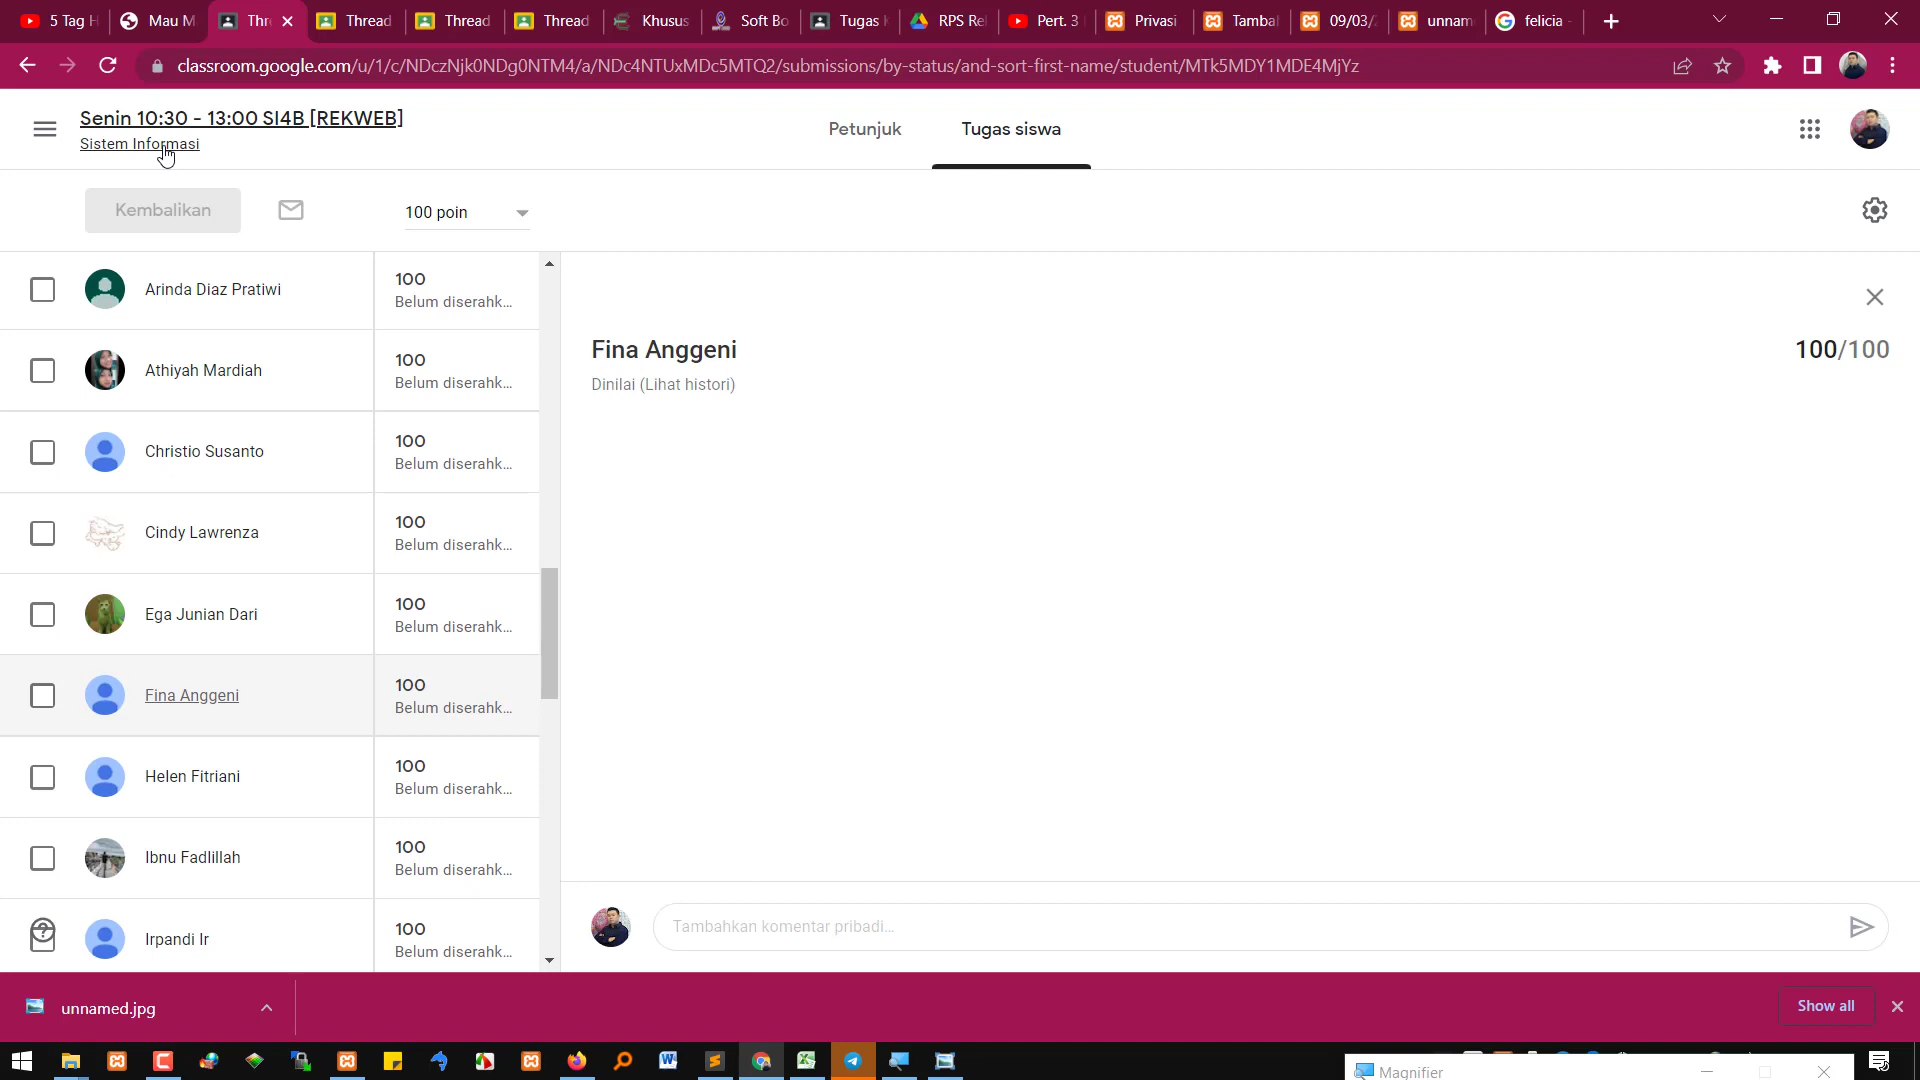 5 Tag H
Mau M
Thr
Thread
Thread
Thread
Khusus
Soft Bo
Tugas K
RPS Re
Pert. 3
Privasi
Tambal
09/03/
unnam
felicia -
classroom.google.com/u/1/c/NDczNjk0NDg0NTM4/a/NDc4NTUxMDc5MTQ2/submissions/by-status/and-sort-first-name/student/MTk5MDY1MDE4MjYz
Senin 10:30 - 13:00 SI4B [REKWEB]
Sistem Informasi
Petunjuk
Tugas siswa
Kembalikan
100 poin
Arinda Diaz Pratiwi
100
Belum diserahk...
Athiyah Mardiah
100
Belum diserahk...
Christio Susanto
100
Belum diserahk...
Cindy Lawrenza
100
Belum diserahk...
Ega Junian Dari
100
Belum diserahk...
Fina Anggeni
100
Belum diserahk...
Helen Fitriani
100
Belum diserahk...
Ibnu Fadlillah
100
Belum diserahk...
Irpandi Ir
100
Belum diserahk...
Fina Anggeni
100/100
Dinilai (Lihat histori)
Tambahkan komentar pribadi...
unnamed.jpg
Show all
Magnifier